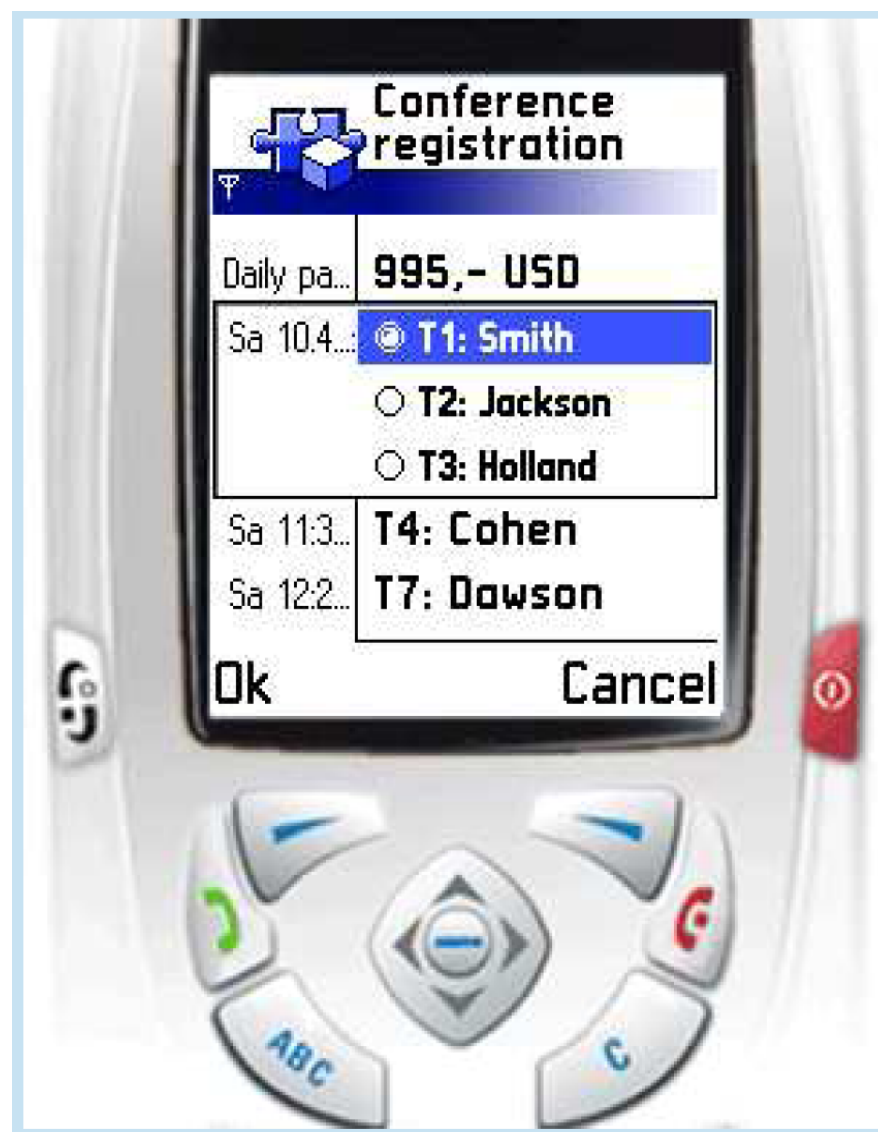 Conference
registration
Daily pa... 995,- USD
Sa 10.4...: T1: Smith
T2: Jackson
T3: Holland
Sa 11:3... T4: Cohen
Sa 12:2... T7: Dawson
Ok Cancel
ABC C